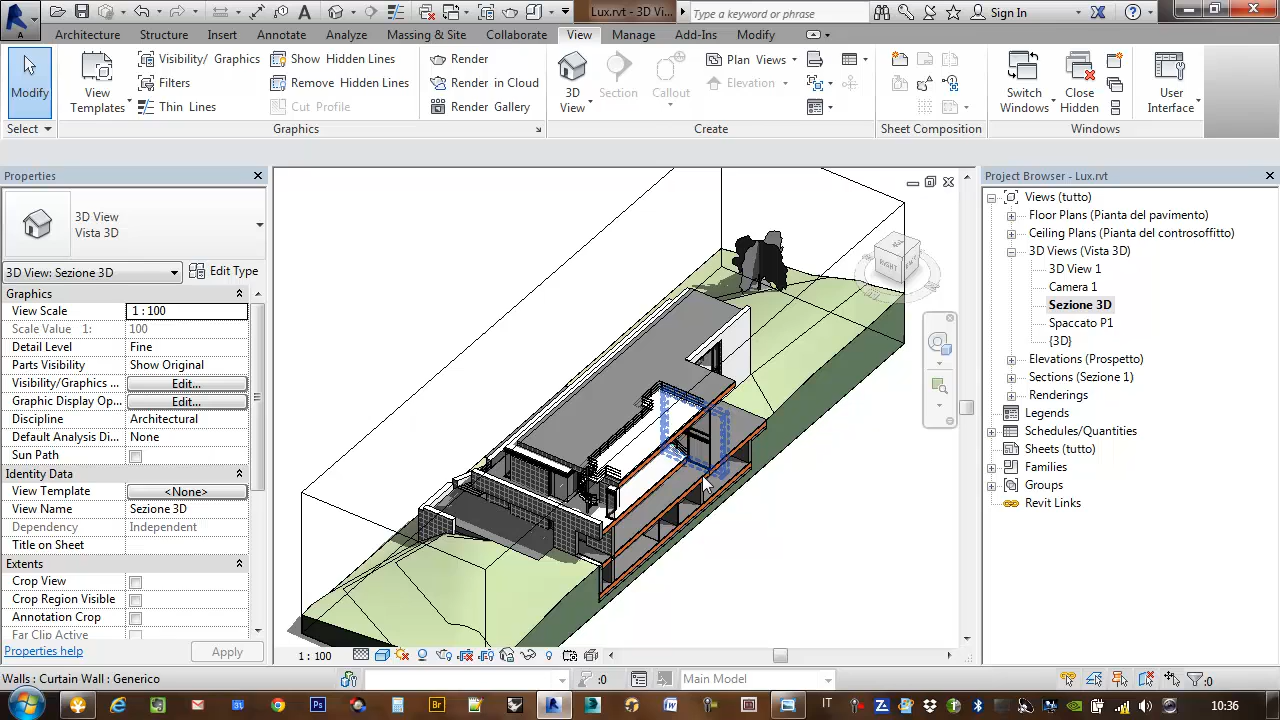 Lux.rvt - 3D Vi...
Type a keyword or phrase
Sign In
A
Architecture Structure Insert Annotate Analyze Massing & Site Collaborate View Manage Add-Ins Modify
Modify
View
Templates
Visibility/ Graphics
Filters
Thin Lines
Show Hidden Lines
Remove Hidden Lines
Cut Profile
Render
Render in Cloud
Render Gallery
3D
View
Section
Callout
Plan Views
Elevation
Switch
Windows
Close
Hidden
User
Interface
Select
Graphics
Create
Sheet Composition
Windows
Properties
3D View
Vista 3D
3D View: Sezione 3D
Edit Type
Graphics
View Scale 1 : 100
Scale Value 1: 100
Detail Level Fine
Parts Visibility Show Original
Visibility/Graphics ... Edit...
Graphic Display Op... Edit...
Discipline Architectural
Default Analysis Di... None
Sun Path
Identity Data
View Template <None>
View Name Sezione 3D
Dependency Independent
Title on Sheet
Extents
Crop View
Crop Region Visible
Annotation Crop
Far Clip Active
Properties help
Apply
RIGHT
1 : 100
Project Browser - Lux.rvt
Views (tutto)
Floor Plans (Pianta del pavimento)
Ceiling Plans (Pianta del controsoffitto)
3D Views (Vista 3D)
3D View 1
Camera 1
Sezione 3D
Spaccato P1
{3D}
Elevations (Prospetto)
Sections (Sezione 1)
Renderings
Legends
Schedules/Quantities
Sheets (tutto)
Families
Groups
Revit Links
Walls : Curtain Wall : Generico
:0
Main Model
:0
Ps
Br
IT
10:36